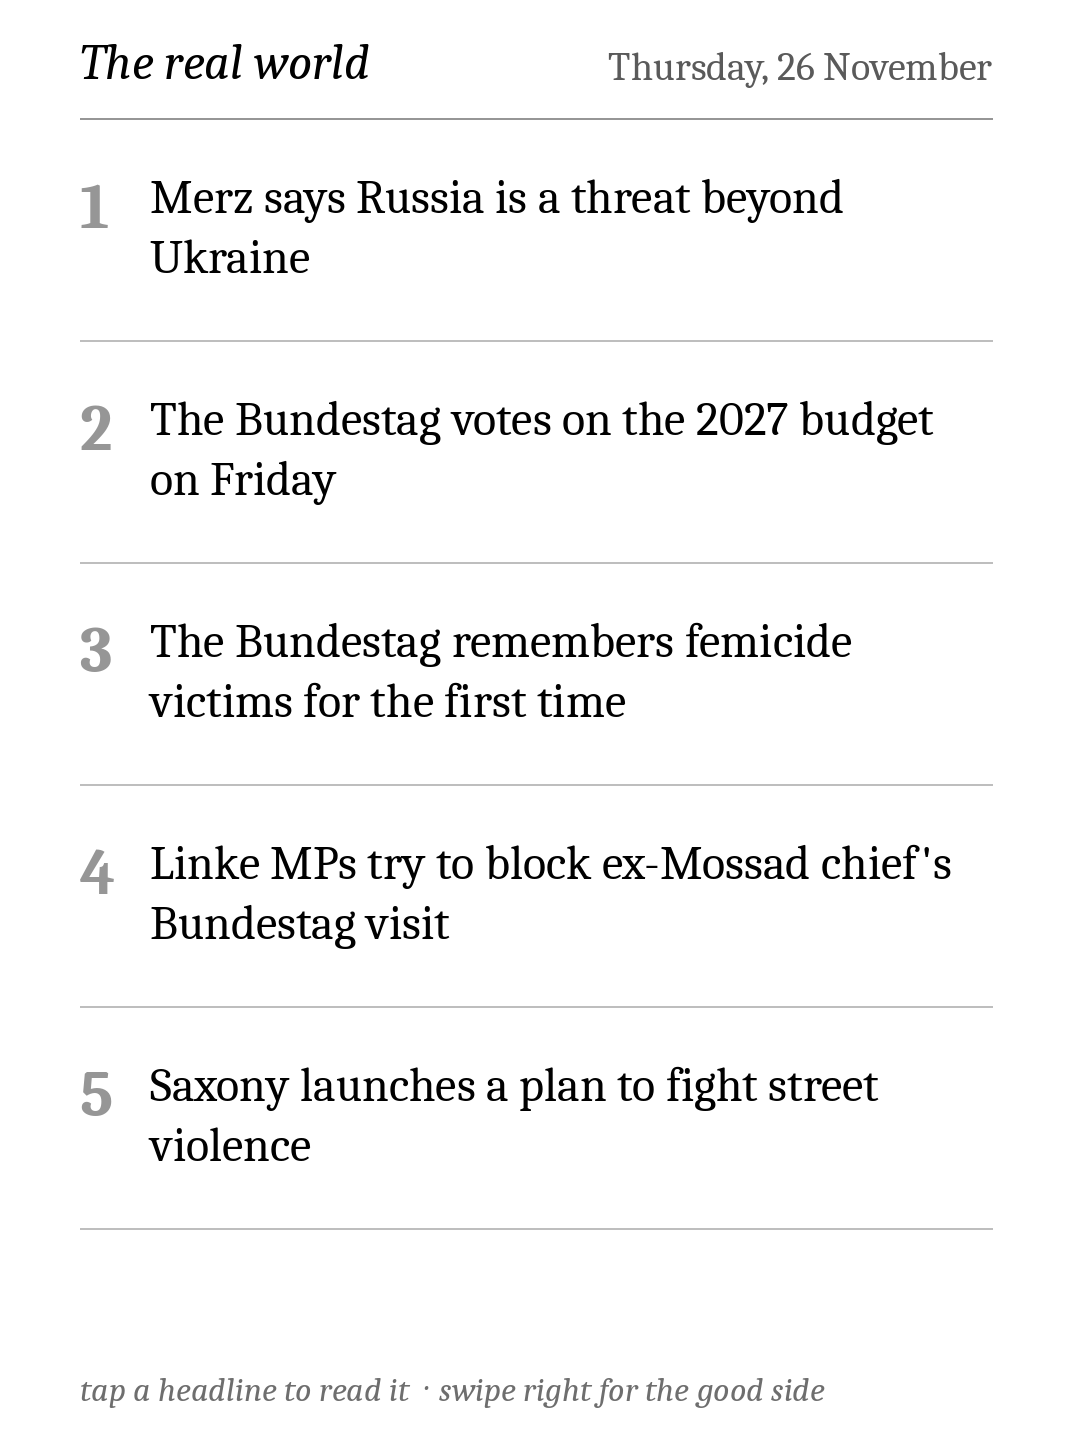 The real world
Thursday, 26 November
1
Merz says Russia is a threat beyond
Ukraine
2
The Bundestag votes on the 2027 budget
on Friday
3
The Bundestag remembers femicide
victims for the first time
4
Linke MPs try to block ex-Mossad chief's
Bundestag visit
5
Saxony launches a plan to fight street
violence
tap a headline to read it · swipe right for the good side